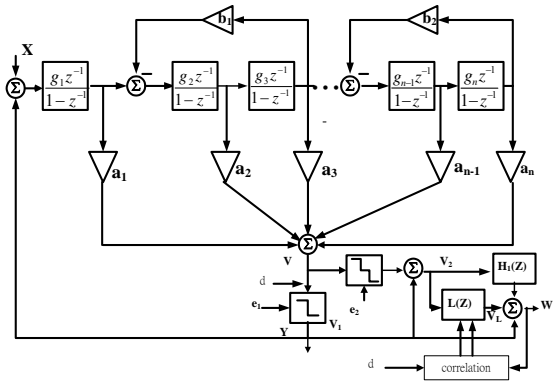 b₁
b₂
X
Σ
g₁z⁻¹
1 - z⁻¹
Σ
−
g₂z⁻¹
1 - z⁻¹
g₃z⁻¹
1 - z⁻¹
• • •
Σ
−
gₙ₋₁z⁻¹
1 - z⁻¹
gₙz⁻¹
1 - z⁻¹
-
a₁
a₂
a₃
aₙ₋₁
aₙ
Σ
V
d
e₁
V₁
Y
e₂
Σ
V₂
H₁(Z)
L(Z)
V_L
Σ
W
d
correlation